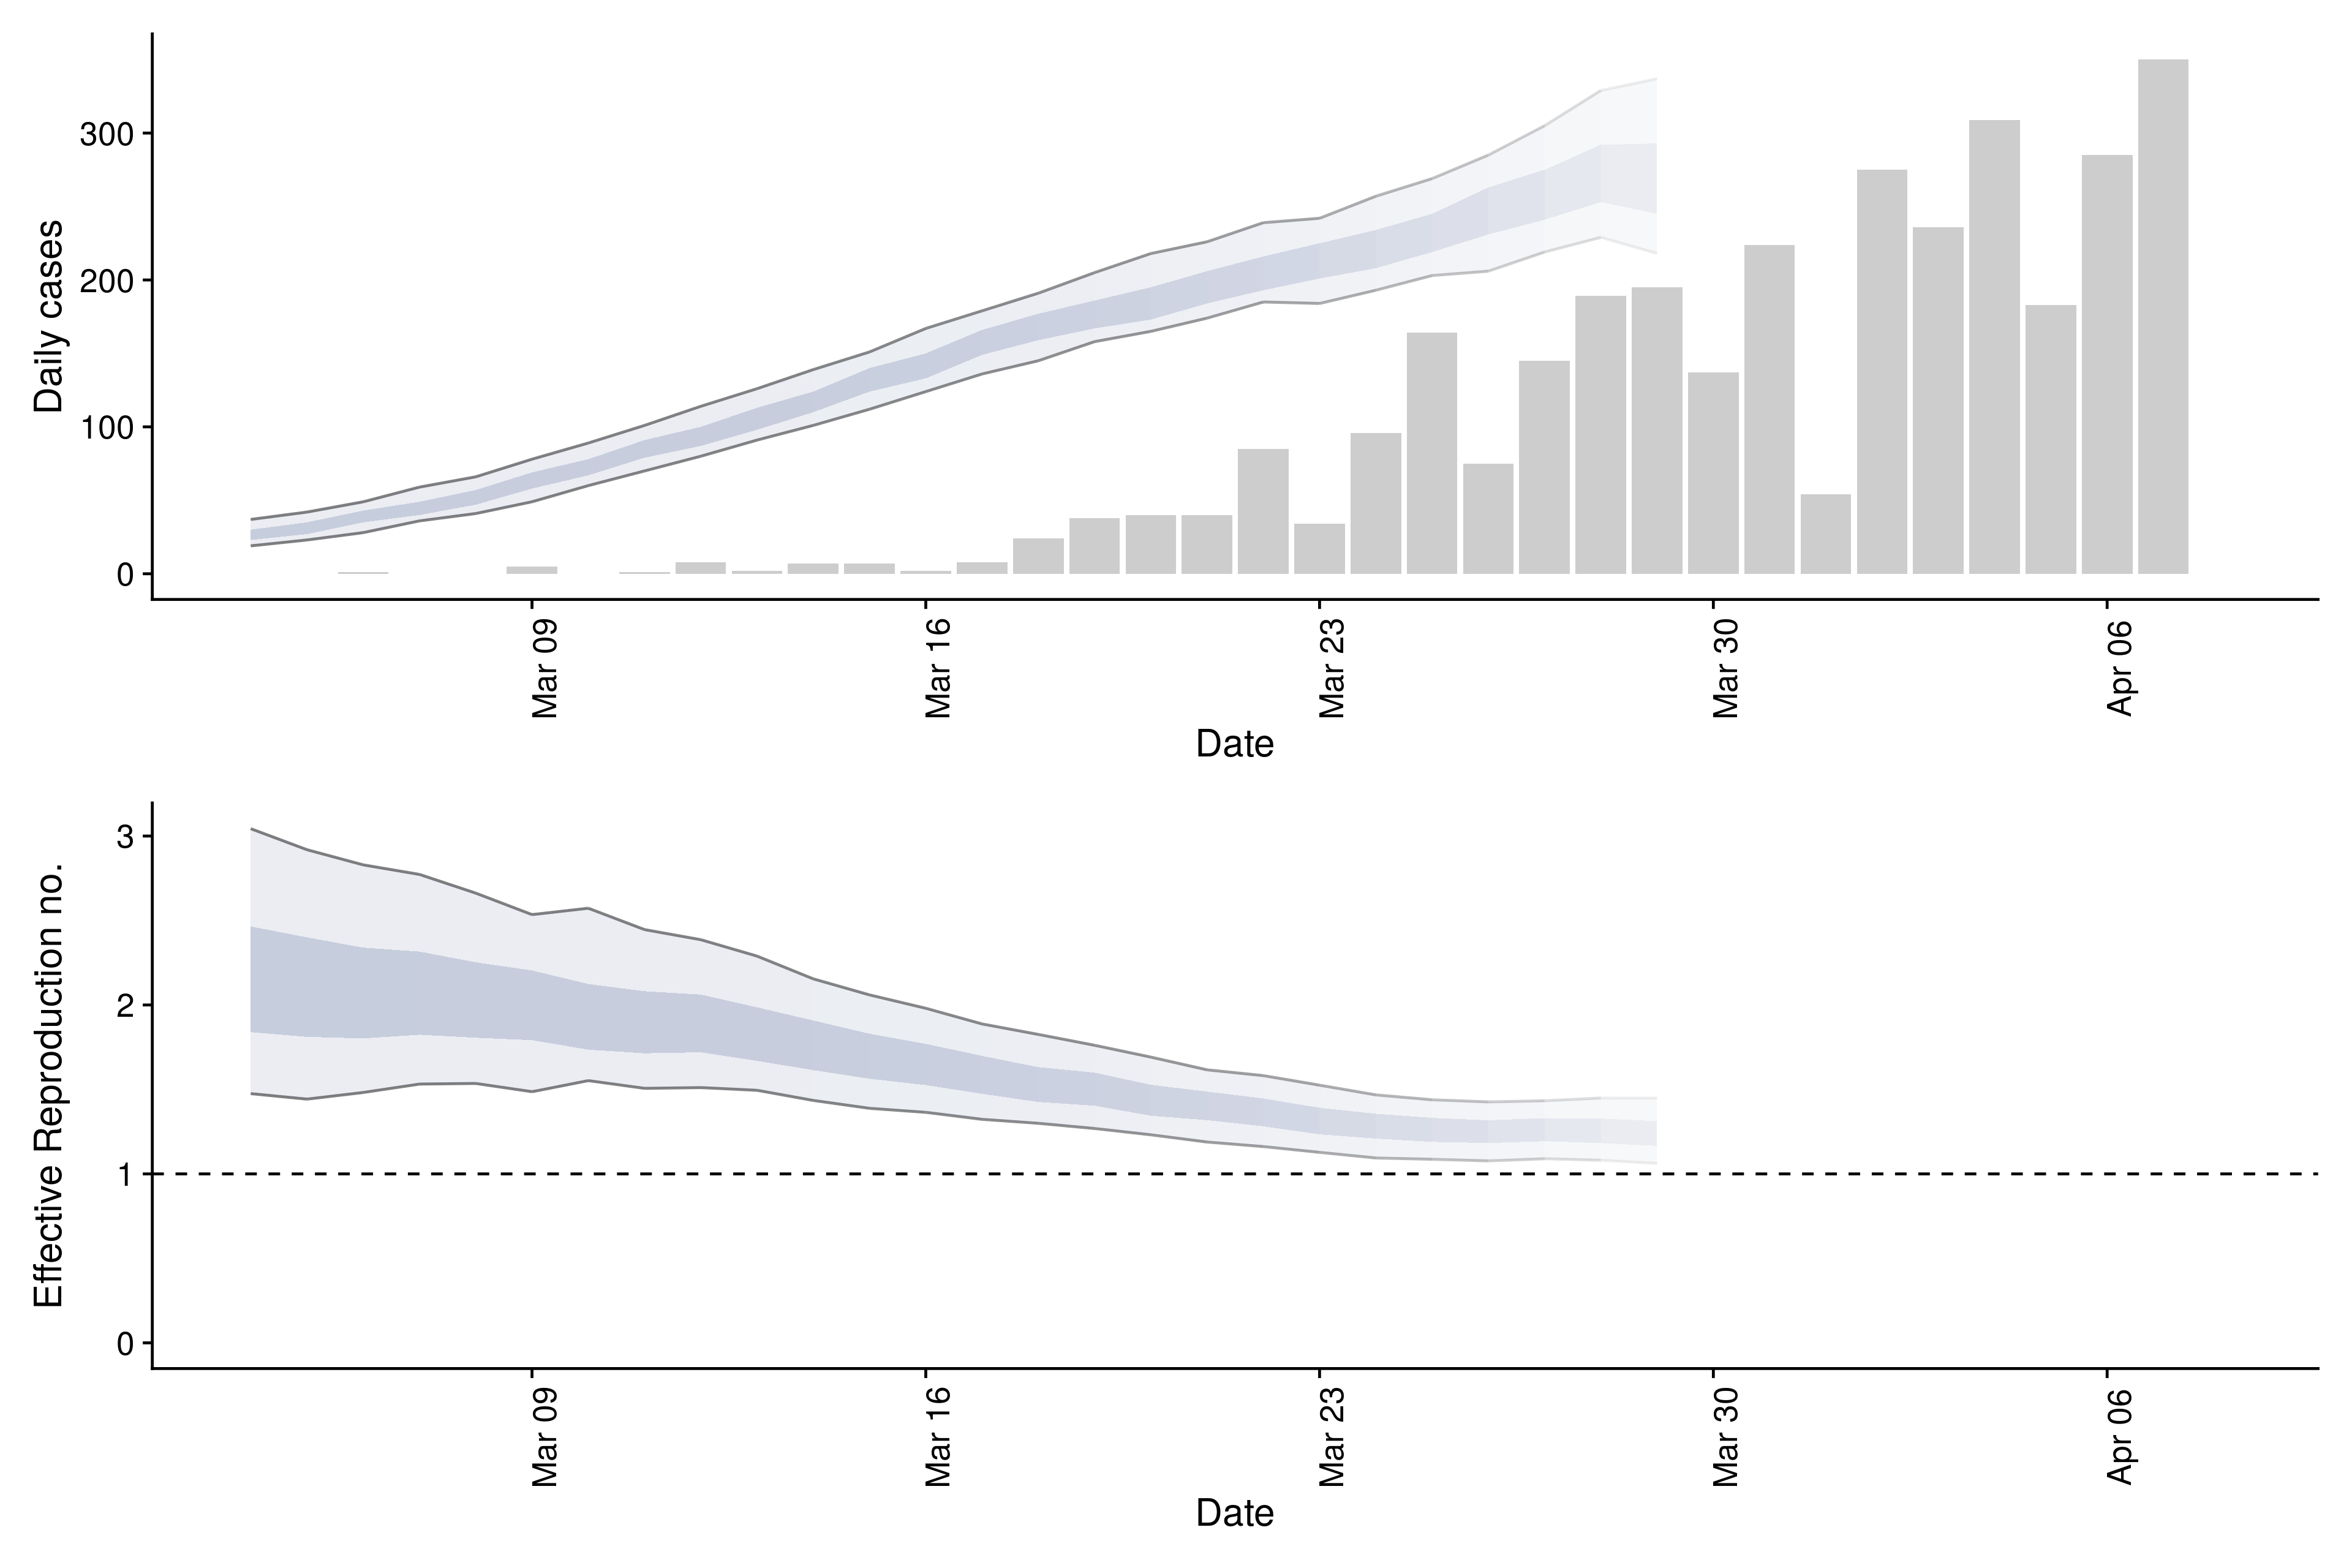 Daily cases
300
200
100
0
Mar 09
Mar 16
Mar 23
Mar 30
Apr 06
Date
Effective Reproduction no.
3
2
1
0
Mar 09
Mar 16
Mar 23
Mar 30
Apr 06
Date